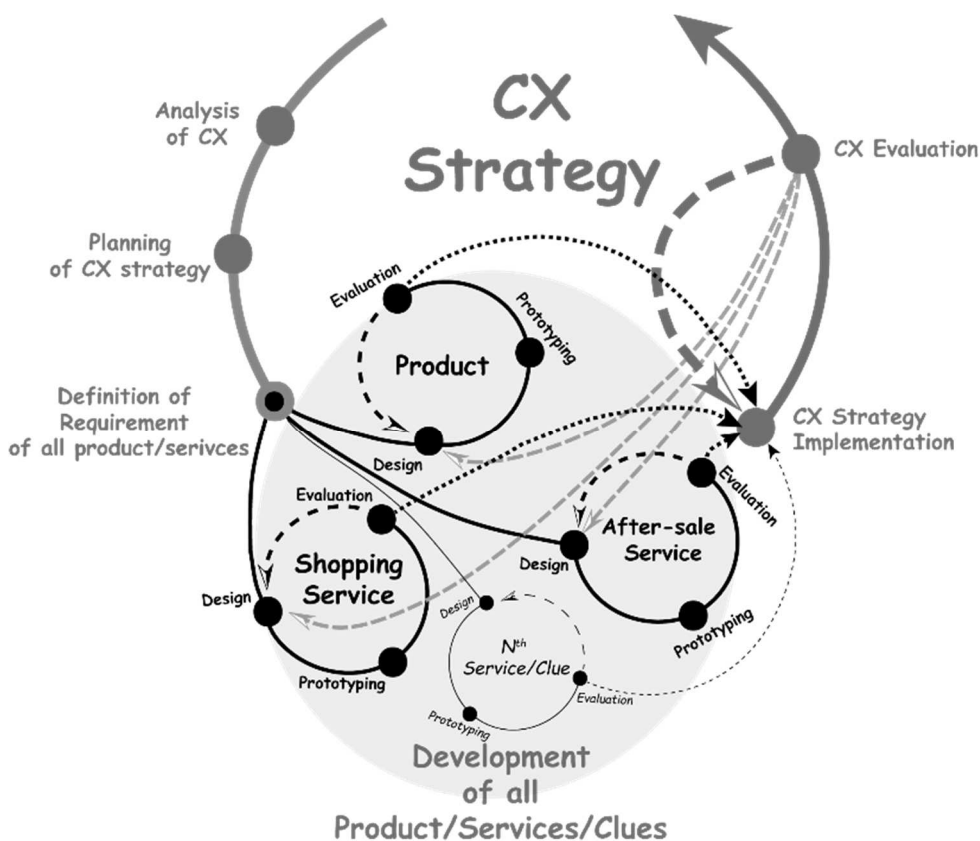 CX
Strategy
Analysis
of CX
CX Evaluation
Planning
of CX strategy
Evaluation
Prototyping
Product
Definition of
Requirement
of all product/serivces
CX Strategy
Implementation
Design
Evaluation
Evaluation
Shopping
Service
After-sale
Service
Design
Design
Design
Prototyping
Nth
Service/Clue
Prototyping
Evaluation
Prototyping
Development
of all
Product/Services/Clues